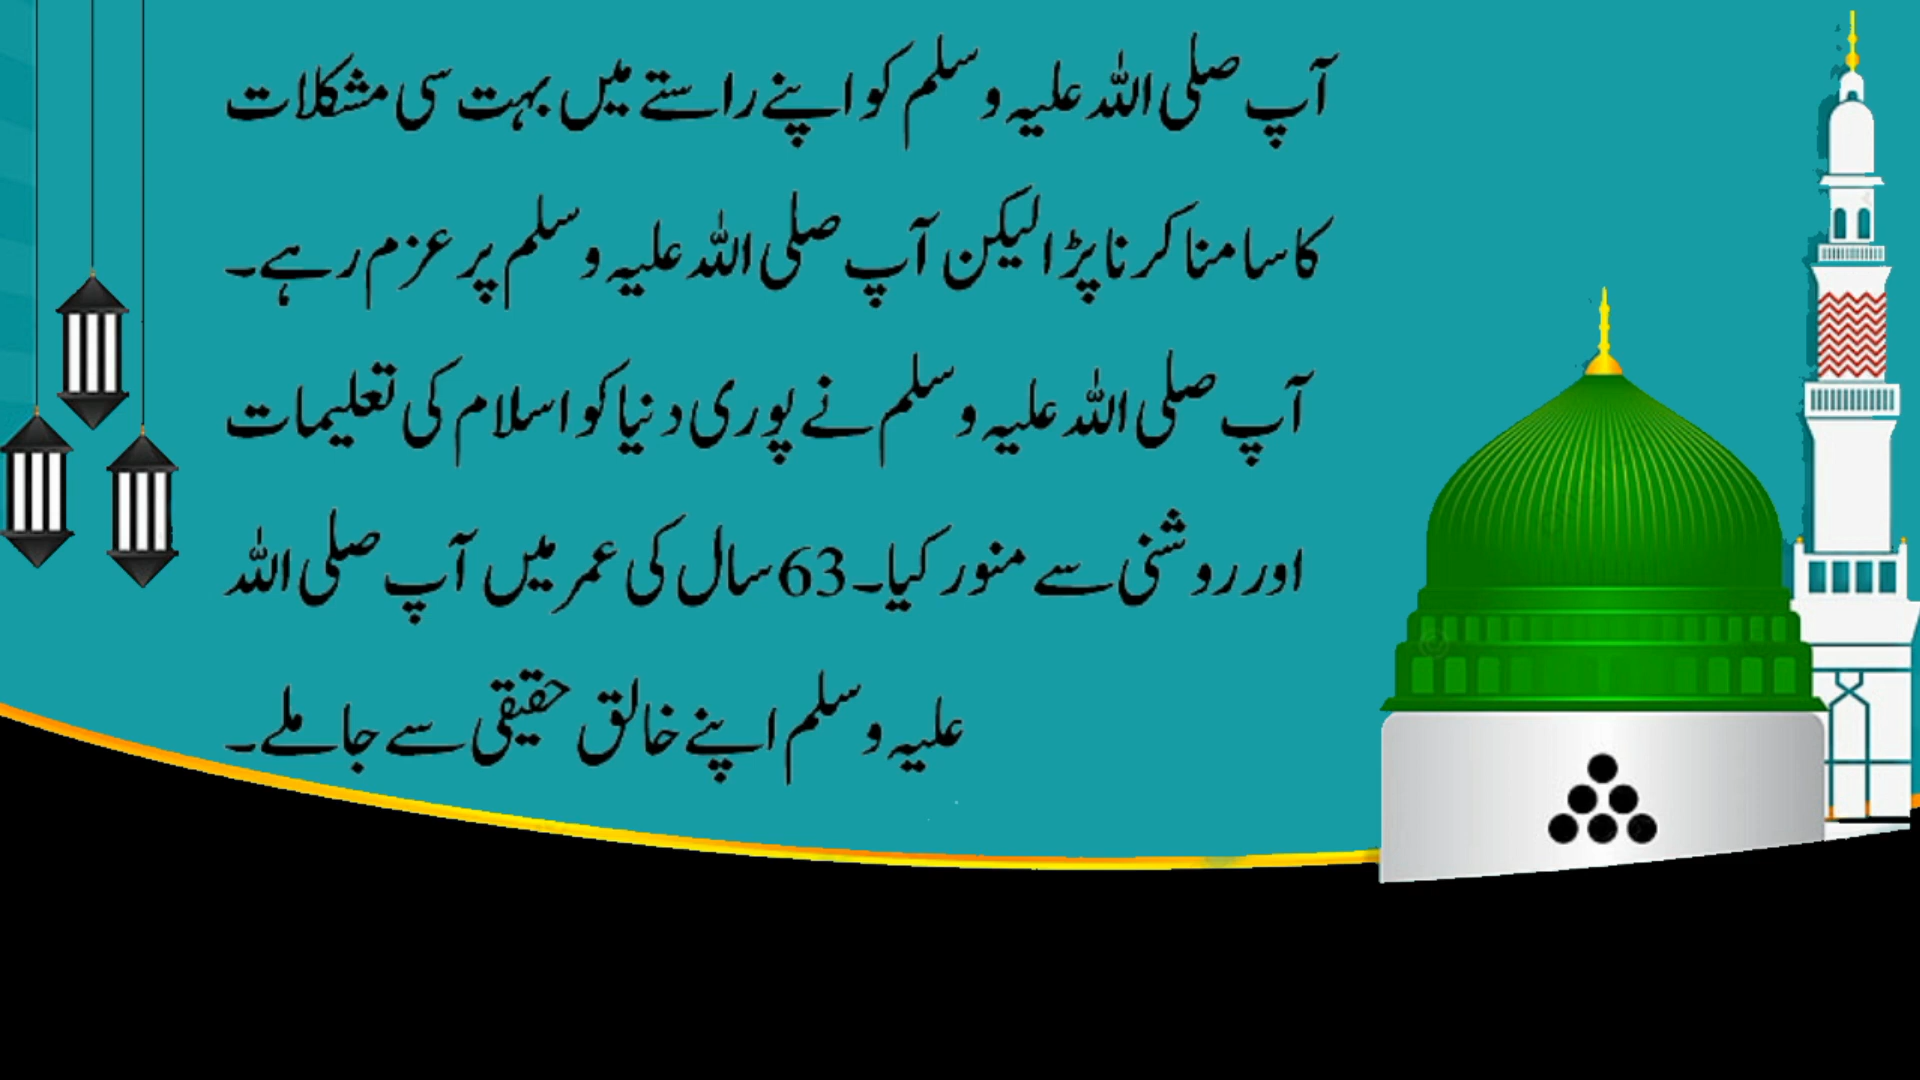 آپ صلی اللہ علیہ وسلم کو اپنے راستے میں بہت سی مشکلات
کا سامنا کرنا پڑا لیکن آپ صلی اللہ علیہ وسلم پر عزم رہے۔
آپ صلی اللہ علیہ وسلم نے پوری دنیا کو اسلام کی تعلیمات
اور روشنی سے منور کیا۔ 63 سال کی عمر میں آپ صلی اللہ
علیہ وسلم اپنے خالق حقیقی سے جا ملے۔